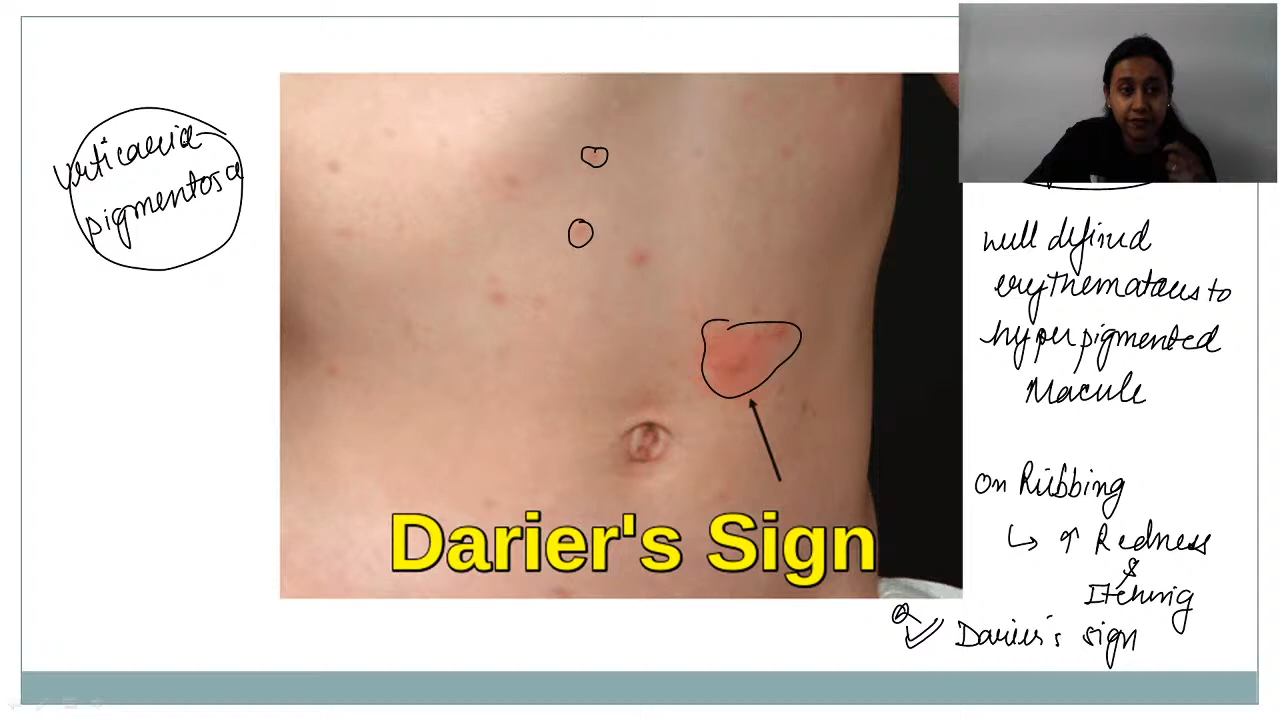 Urticaria
pigmentosa
Darier's Sign
well defined
erythematous to
hyperpigmented
Macule
on Rubbing
↳ ↑ Redness
&
Itching
Darier's sign